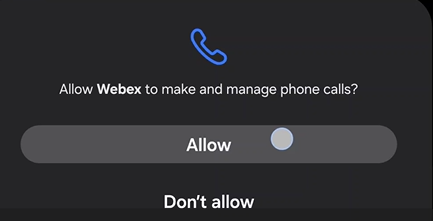 Allow Webex to make and manage phone calls?
Allow
Don't allow